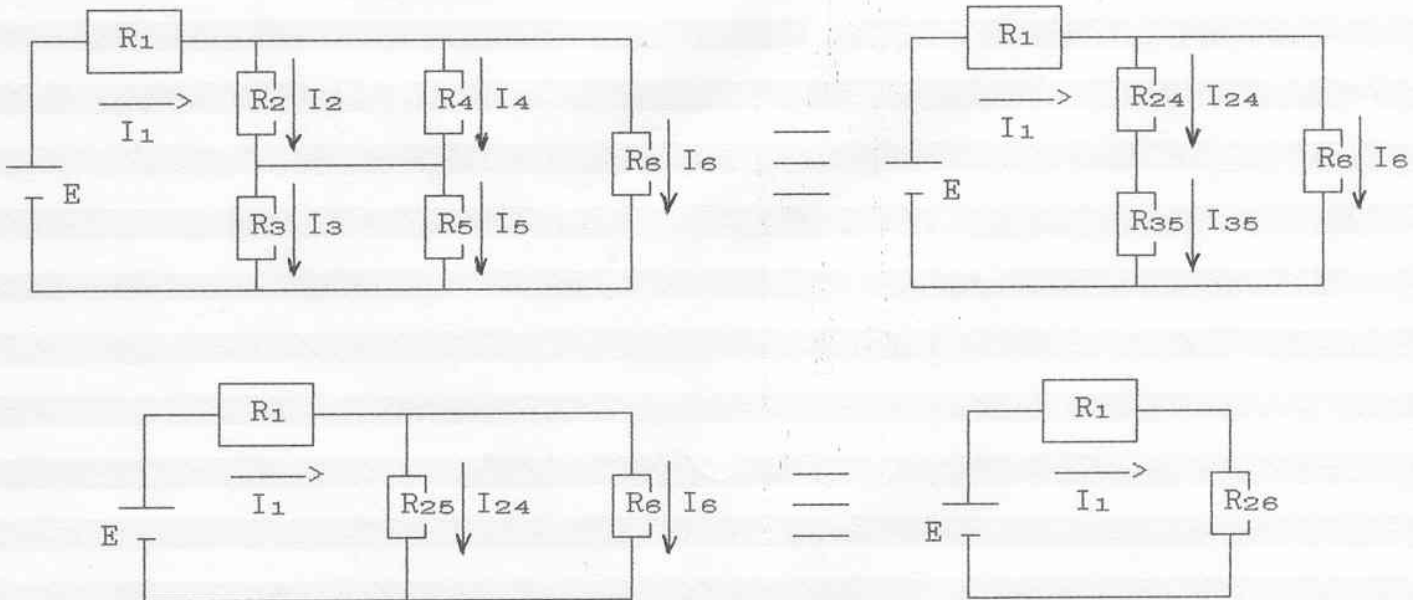 R1 R1
R2 I2 R4 I4 R24 I24
I1 I1
R6 I6 R6 I6
E E
R3 I3 R5 I5 R35 I35
R1 R1
I1 R25 I24 R6 I6 I1 R26
E E